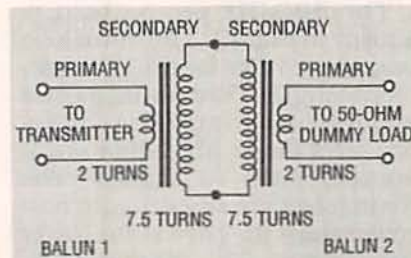 SECONDARY SECONDARY
PRIMARY PRIMARY
TO
TRANSMITTER
TO 50-OHM
DUMMY LOAD
2 TURNS 2 TURNS
7.5 TURNS 7.5 TURNS
BALUN 1 BALUN 2